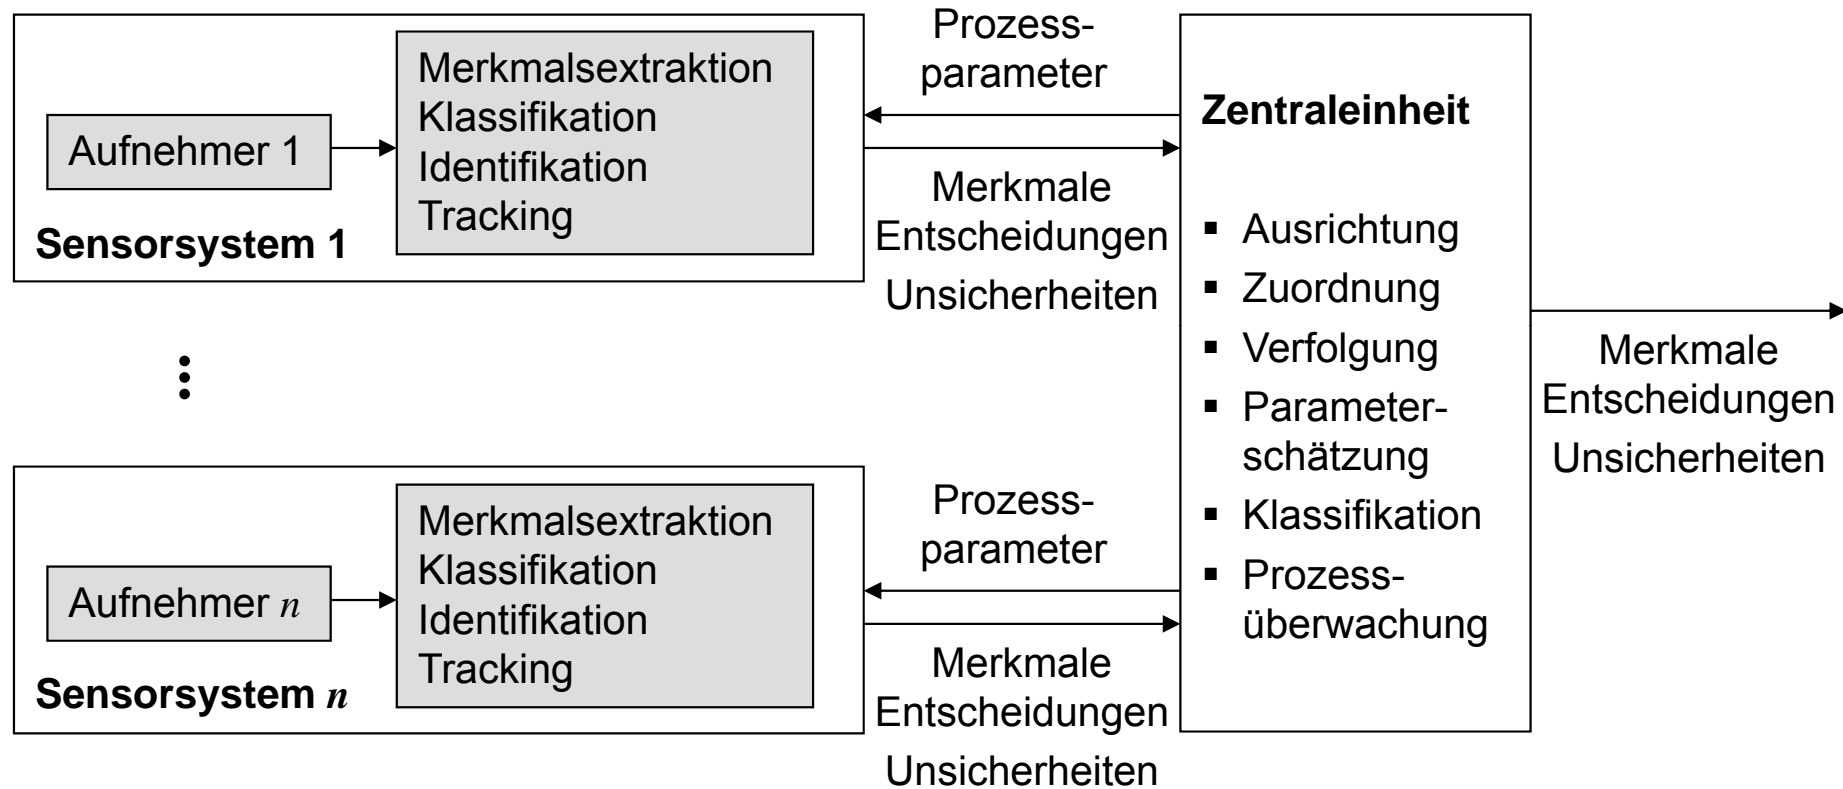 Aufnehmer 1
Merkmalsextraktion
Klassifikation
Identifikation
Tracking
Sensorsystem 1
Prozess-
parameter
Merkmale
Entscheidungen
Unsicherheiten
Aufnehmer n
Merkmalsextraktion
Klassifikation
Identifikation
Tracking
Sensorsystem n
Prozess-
parameter
Merkmale
Entscheidungen
Unsicherheiten
Zentraleinheit
▪ Ausrichtung
▪ Zuordnung
▪ Verfolgung
▪ Parameter-
schätzung
▪ Klassifikation
▪ Prozess-
überwachung
Merkmale
Entscheidungen
Unsicherheiten